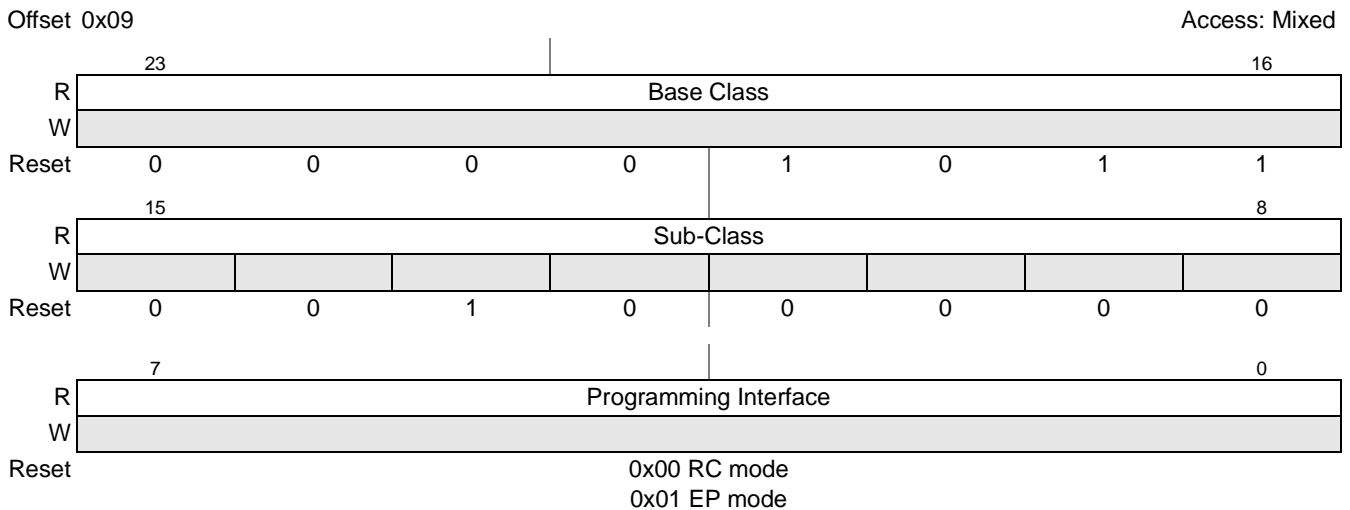 Offset 0x09 Access: Mixed
23 16
R Base Class
W
Reset 0 0 0 0 1 0 1 1
15 8
R Sub-Class
W
Reset 0 0 1 0 0 0 0 0
7 0
R Programming Interface
W
Reset 0x00 RC mode
0x01 EP mode